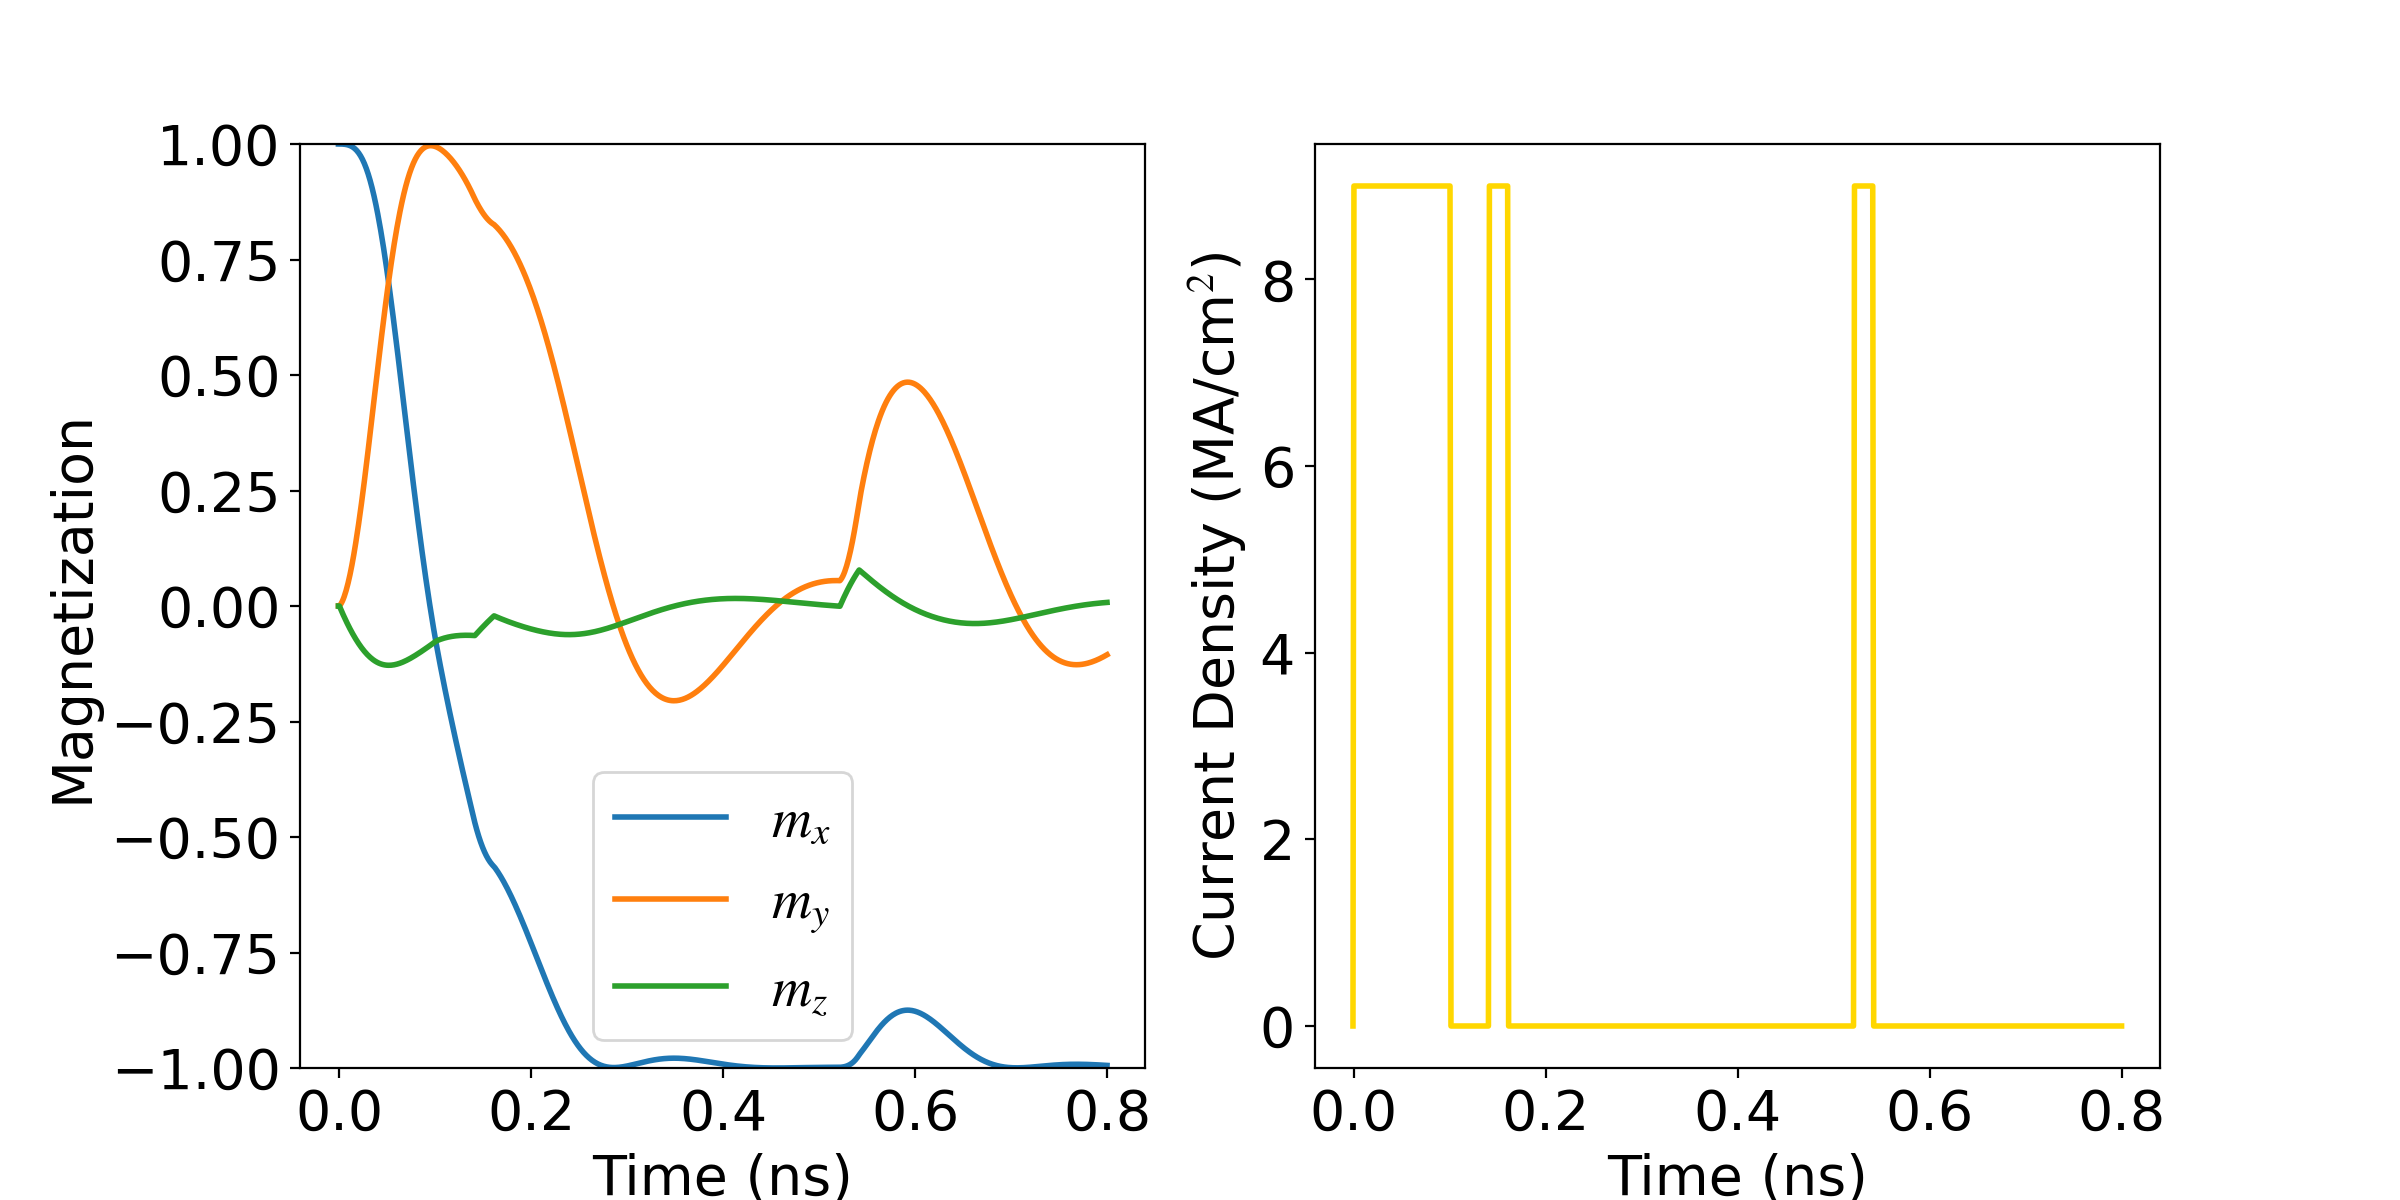 Magnetization
1.00
0.75
0.50
0.25
0.00
−0.25
−0.50
−0.75
−1.00
m_x
m_y
m_z
0.0 0.2 0.4 0.6 0.8
Time (ns)
Current Density (MA/cm²)
8
6
4
2
0
0.0 0.2 0.4 0.6 0.8
Time (ns)